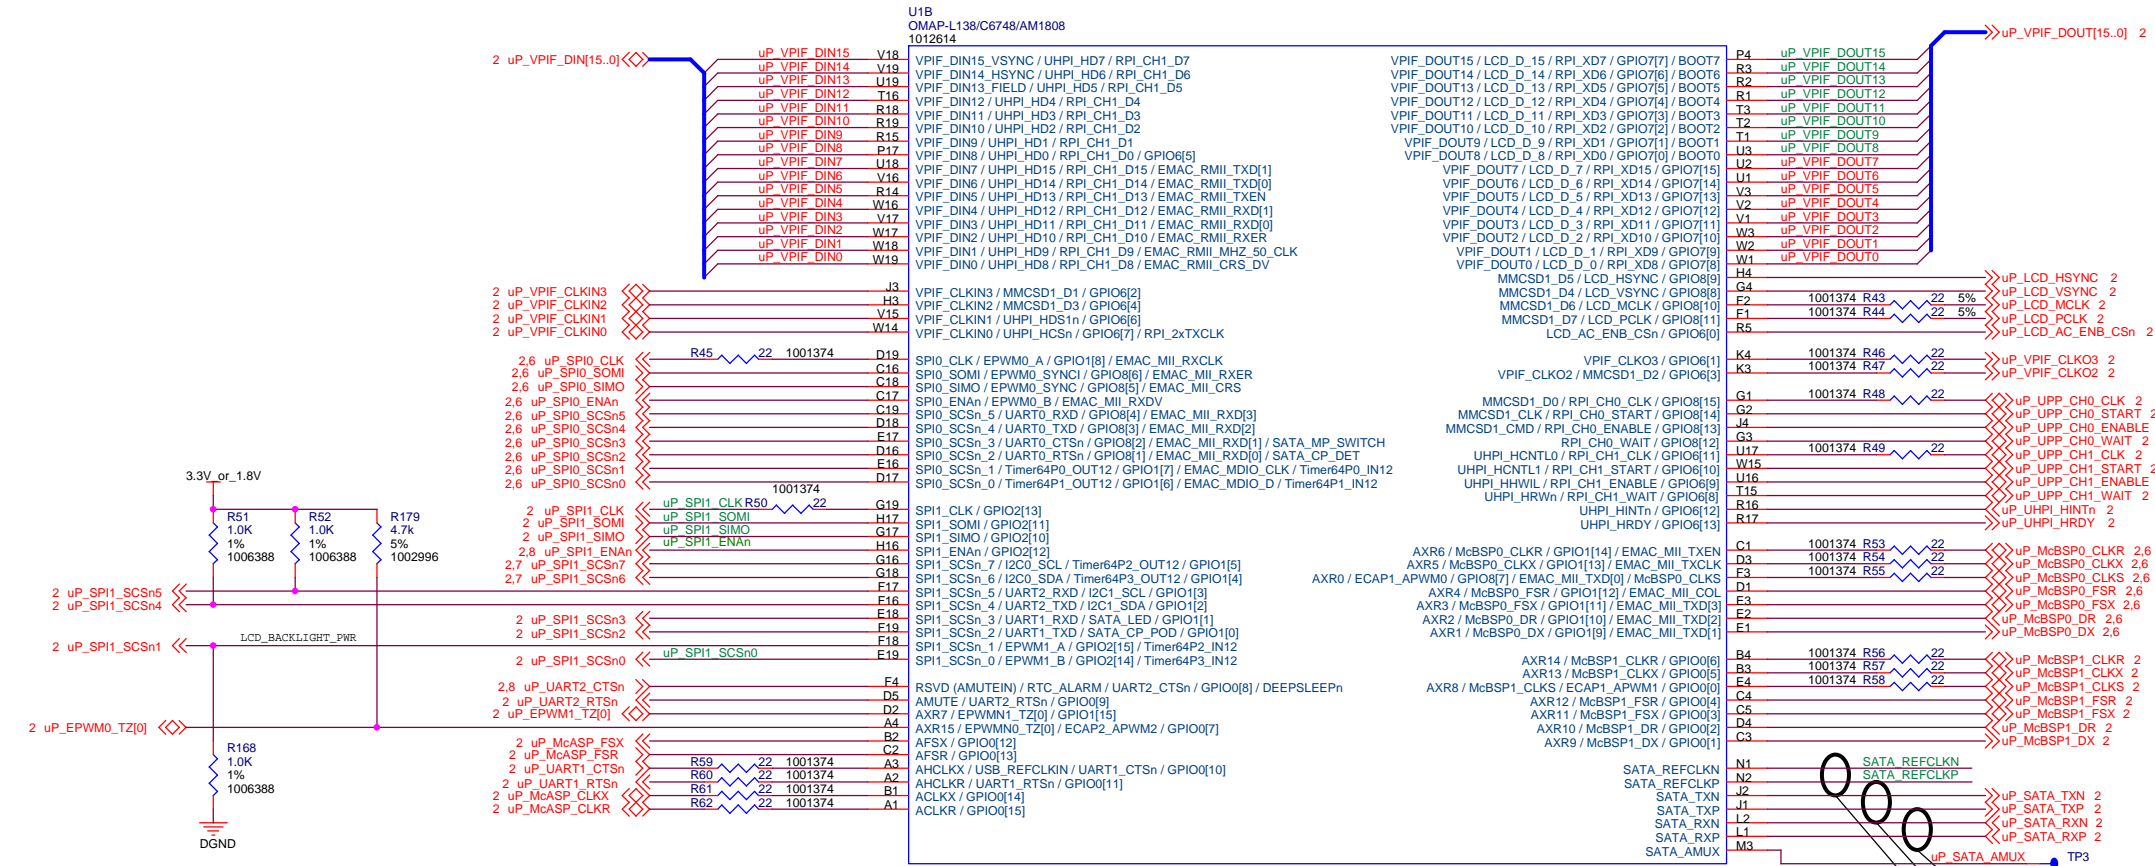 U1B
OMAP-L138/C6748/AM1808
1012614
2 uP_VPIF_DIN[15..0]
uP_VPIF_DIN15 V18 VPIF_DIN15_VSYNC / UHPI_HD7 / RPI_CH1_D7
uP_VPIF_DIN14 V19 VPIF_DIN14_HSYNC / UHPI_HD6 / RPI_CH1_D6
uP_VPIF_DIN13 U19 VPIF_DIN13_FIELD / UHPI_HD5 / RPI_CH1_D5
uP_VPIF_DIN12 T16 VPIF_DIN12 / UHPI_HD4 / RPI_CH1_D4
uP_VPIF_DIN11 R18 VPIF_DIN11 / UHPI_HD3 / RPI_CH1_D3
uP_VPIF_DIN10 R19 VPIF_DIN10 / UHPI_HD2 / RPI_CH1_D2
uP_VPIF_DIN9 R15 VPIF_DIN9 / UHPI_HD1 / RPI_CH1_D1
uP_VPIF_DIN8 P17 VPIF_DIN8 / UHPI_HD0 / RPI_CH1_D0 / GPIO6[5]
uP_VPIF_DIN7 U18 VPIF_DIN7 / UHPI_HD15 / RPI_CH1_D15 / EMAC_RMII_TXD[1]
uP_VPIF_DIN6 V16 VPIF_DIN6 / UHPI_HD14 / RPI_CH1_D14 / EMAC_RMII_TXD[0]
uP_VPIF_DIN5 R14 VPIF_DIN5 / UHPI_HD13 / RPI_CH1_D13 / EMAC_RMII_TXEN
uP_VPIF_DIN4 W16 VPIF_DIN4 / UHPI_HD12 / RPI_CH1_D12 / EMAC_RMII_RXD[1]
uP_VPIF_DIN3 V17 VPIF_DIN3 / UHPI_HD11 / RPI_CH1_D11 / EMAC_RMII_RXD[0]
uP_VPIF_DIN2 W17 VPIF_DIN2 / UHPI_HD10 / RPI_CH1_D10 / EMAC_RMII_RXER
uP_VPIF_DIN1 W18 VPIF_DIN1 / UHPI_HD9 / RPI_CH1_D9 / EMAC_RMII_MHZ_50_CLK
uP_VPIF_DIN0 W19 VPIF_DIN0 / UHPI_HD8 / RPI_CH1_D8 / EMAC_RMII_CRS_DV
2 uP_VPIF_CLKIN3 J3 VPIF_CLKIN3 / MMCSD1_D1 / GPIO6[2]
2 uP_VPIF_CLKIN2 H3 VPIF_CLKIN2 / MMCSD1_D3 / GPIO6[4]
2 uP_VPIF_CLKIN1 V15 VPIF_CLKIN1 / UHPI_HDS1n / GPIO6[6]
2 uP_VPIF_CLKIN0 W14 VPIF_CLKIN0 / UHPI_HCSn / GPIO6[7] / RPI_2xTXCLK
2,6 uP_SPI0_CLK R45 22 1001374 D19 SPI0_CLK / EPWM0_A / GPIO1[8] / EMAC_MII_RXCLK
2,6 uP_SPI0_SOMI C16 SPI0_SOMI / EPWM0_SYNCI / GPIO8[6] / EMAC_MII_RXER
2,6 uP_SPI0_SIMO C18 SPI0_SIMO / EPWM0_SYNC / GPIO8[5] / EMAC_MII_CRS
2,6 uP_SPI0_ENAn C17 SPI0_ENAn / EPWM0_B / EMAC_MII_RXDV
2,6 uP_SPI0_SCSn5 C19 SPI0_SCSn_5 / UART0_RXD / GPIO8[4] / EMAC_MII_RXD[3]
2,6 uP_SPI0_SCSn4 D18 SPI0_SCSn_4 / UART0_TXD / GPIO8[3] / EMAC_MII_RXD[2]
2,6 uP_SPI0_SCSn3 E17 SPI0_SCSn_3 / UART0_CTSn / GPIO8[2] / EMAC_MII_RXD[1] / SATA_MP_SWITCH
2,6 uP_SPI0_SCSn2 D16 SPI0_SCSn_2 / UART0_RTSn / GPIO8[1] / EMAC_MII_RXD[0] / SATA_CP_DET
2,6 uP_SPI0_SCSn1 E16 SPI0_SCSn_1 / Timer64P0_OUT12 / GPIO1[7] / EMAC_MDIO_CLK / Timer64P0_IN12
2,6 uP_SPI0_SCSn0 D17 SPI0_SCSn_0 / Timer64P1_OUT12 / GPIO1[6] / EMAC_MDIO_D / Timer64P1_IN12
1001374
2 uP_SPI1_CLK uP_SPI1_CLK R50 22 G19 SPI1_CLK / GPIO2[13]
2 uP_SPI1_SOMI uP_SPI1_SOMI H17 SPI1_SOMI / GPIO2[11]
2 uP_SPI1_SIMO uP_SPI1_SIMO G17 SPI1_SIMO / GPIO2[10]
2,8 uP_SPI1_ENAn uP_SPI1_ENAn H16 SPI1_ENAn / GPIO2[12]
2,7 uP_SPI1_SCSn7 G16 SPI1_SCSn_7 / I2C0_SCL / Timer64P2_OUT12 / GPIO1[5]
2,7 uP_SPI1_SCSn6 G18 SPI1_SCSn_6 / I2C0_SDA / Timer64P3_OUT12 / GPIO1[4]
2 uP_SPI1_SCSn5 F17 SPI1_SCSn_5 / UART2_RXD / I2C1_SCL / GPIO1[3]
2 uP_SPI1_SCSn4 F16 SPI1_SCSn_4 / UART2_TXD / I2C1_SDA / GPIO1[2]
2 uP_SPI1_SCSn3 E18 SPI1_SCSn_3 / UART1_RXD / SATA_LED / GPIO1[1]
2 uP_SPI1_SCSn2 F19 SPI1_SCSn_2 / UART1_TXD / SATA_CP_POD / GPIO1[0]
2 uP_SPI1_SCSn1 LCD_BACKLIGHT_PWR F18 SPI1_SCSn_1 / EPWM1_A / GPIO2[15] / Timer64P2_IN12
2 uP_SPI1_SCSn0 uP_SPI1_SCSn0 E19 SPI1_SCSn_0 / EPWM1_B / GPIO2[14] / Timer64P3_IN12
2,8 uP_UART2_CTSn F4 RSVD (AMUTEIN) / RTC_ALARM / UART2_CTSn / GPIO0[8] / DEEPSLEEPn
2 uP_UART2_RTSn D5 AMUTE / UART2_RTSn / GPIO0[9]
2 uP_EPWM1_TZ[0] D2 AXR7 / EPWMN1_TZ[0] / GPIO1[15]
2 uP_EPWM0_TZ[0] A4 AXR15 / EPWMN0_TZ[0] / ECAP2_APWM2 / GPIO0[7]
2 uP_McASP_FSX B2 AFSX / GPIO0[12]
2 uP_McASP_FSR C2 AFSR / GPIO0[13]
2 uP_UART1_CTSn R59 22 1001374 A3 AHCLKX / USB_REFCLKIN / UART1_CTSn / GPIO0[10]
2 uP_UART1_RTSn R60 22 1001374 A2 AHCLKR / UART1_RTSn / GPIO0[11]
2 uP_McASP_CLKX R61 22 1001374 B1 ACLKX / GPIO0[14]
2 uP_McASP_CLKR R62 22 1001374 A1 ACLKR / GPIO0[15]
3.3V_or_1.8V
R51
1.0K
1%
1006388
R52
1.0K
1%
1006388
R179
4.7k
5%
1002996
R168
1.0K
1%
1006388
DGND
uP_VPIF_DOUT[15..0] 2
VPIF_DOUT15 / LCD_D_15 / RPI_XD7 / GPIO7[7] / BOOT7 P4 uP_VPIF_DOUT15
VPIF_DOUT14 / LCD_D_14 / RPI_XD6 / GPIO7[6] / BOOT6 R3 uP_VPIF_DOUT14
VPIF_DOUT13 / LCD_D_13 / RPI_XD5 / GPIO7[5] / BOOT5 R2 uP_VPIF_DOUT13
VPIF_DOUT12 / LCD_D_12 / RPI_XD4 / GPIO7[4] / BOOT4 R1 uP_VPIF_DOUT12
VPIF_DOUT11 / LCD_D_11 / RPI_XD3 / GPIO7[3] / BOOT3 T3 uP_VPIF_DOUT11
VPIF_DOUT10 / LCD_D_10 / RPI_XD2 / GPIO7[2] / BOOT2 T2 uP_VPIF_DOUT10
VPIF_DOUT9 / LCD_D_9 / RPI_XD1 / GPIO7[1] / BOOT1 T1 uP_VPIF_DOUT9
VPIF_DOUT8 / LCD_D_8 / RPI_XD0 / GPIO7[0] / BOOT0 U3 uP_VPIF_DOUT8
VPIF_DOUT7 / LCD_D_7 / RPI_XD15 / GPIO7[15] U2 uP_VPIF_DOUT7
VPIF_DOUT6 / LCD_D_6 / RPI_XD14 / GPIO7[14] U1 uP_VPIF_DOUT6
VPIF_DOUT5 / LCD_D_5 / RPI_XD13 / GPIO7[13] V3 uP_VPIF_DOUT5
VPIF_DOUT4 / LCD_D_4 / RPI_XD12 / GPIO7[12] V2 uP_VPIF_DOUT4
VPIF_DOUT3 / LCD_D_3 / RPI_XD11 / GPIO7[11] V1 uP_VPIF_DOUT3
VPIF_DOUT2 / LCD_D_2 / RPI_XD10 / GPIO7[10] W3 uP_VPIF_DOUT2
VPIF_DOUT1 / LCD_D_1 / RPI_XD9 / GPIO7[9] W2 uP_VPIF_DOUT1
VPIF_DOUT0 / LCD_D_0 / RPI_XD8 / GPIO7[8] W1 uP_VPIF_DOUT0
MMCSD1_D5 / LCD_HSYNC / GPIO8[9] H4 uP_LCD_HSYNC 2
MMCSD1_D4 / LCD_VSYNC / GPIO8[8] G4 uP_LCD_VSYNC 2
MMCSD1_D6 / LCD_MCLK / GPIO8[10] F2 1001374 R43 22 5% uP_LCD_MCLK 2
MMCSD1_D7 / LCD_PCLK / GPIO8[11] F1 1001374 R44 22 5% uP_LCD_PCLK 2
LCD_AC_ENB_CSn / GPIO6[0] R5 uP_LCD_AC_ENB_CSn 2
VPIF_CLKO3 / GPIO6[1] K4 1001374 R46 22 uP_VPIF_CLKO3 2
VPIF_CLKO2 / MMCSD1_D2 / GPIO6[3] K3 1001374 R47 22 uP_VPIF_CLKO2 2
MMCSD1_D0 / RPI_CH0_CLK / GPIO8[15] G1 1001374 R48 22 uP_UPP_CH0_CLK 2
MMCSD1_CLK / RPI_CH0_START / GPIO8[14] G2 uP_UPP_CH0_START 2
MMCSD1_CMD / RPI_CH0_ENABLE / GPIO8[13] J4 uP_UPP_CH0_ENABLE
RPI_CH0_WAIT / GPIO8[12] G3 uP_UPP_CH0_WAIT 2
UHPI_HCNTL0 / RPI_CH1_CLK / GPIO6[11] U17 1001374 R49 22 uP_UPP_CH1_CLK 2
UHPI_HCNTL1 / RPI_CH1_START / GPIO6[10] W15 uP_UPP_CH1_START 2
UHPI_HHWIL / RPI_CH1_ENABLE / GPIO6[9] U16 uP_UPP_CH1_ENABLE
UHPI_HRWn / RPI_CH1_WAIT / GPIO6[8] T15 uP_UPP_CH1_WAIT 2
UHPI_HINTn / GPIO6[12] R16 uP_UHPI_HINTn 2
UHPI_HRDY / GPIO6[13] R17 uP_UHPI_HRDY 2
AXR6 / McBSP0_CLKR / GPIO1[14] / EMAC_MII_TXEN C1 1001374 R53 22 uP_McBSP0_CLKR 2,6
AXR5 / McBSP0_CLKX / GPIO1[13] / EMAC_MII_TXCLK D3 1001374 R54 22 uP_McBSP0_CLKX 2,6
AXR0 / ECAP1_APWM0 / GPIO8[7] / EMAC_MII_TXD[0] / McBSP0_CLKS F3 1001374 R55 22 uP_McBSP0_CLKS 2,6
AXR4 / McBSP0_FSR / GPIO1[12] / EMAC_MII_COL D1 uP_McBSP0_FSR 2,6
AXR3 / McBSP0_FSX / GPIO1[11] / EMAC_MII_TXD[3] E3 uP_McBSP0_FSX 2,6
AXR2 / McBSP0_DR / GPIO1[10] / EMAC_MII_TXD[2] E2 uP_McBSP0_DR 2,6
AXR1 / McBSP0_DX / GPIO1[9] / EMAC_MII_TXD[1] E1 uP_McBSP0_DX 2,6
AXR14 / McBSP1_CLKR / GPIO0[6] B4 1001374 R56 22 uP_McBSP1_CLKR 2
AXR13 / McBSP1_CLKX / GPIO0[5] B3 1001374 R57 22 uP_McBSP1_CLKX 2
AXR8 / McBSP1_CLKS / ECAP1_APWM1 / GPIO0[0] E4 1001374 R58 22 uP_McBSP1_CLKS 2
AXR12 / McBSP1_FSR / GPIO0[4] C4 uP_McBSP1_FSR 2
AXR11 / McBSP1_FSX / GPIO0[3] C5 uP_McBSP1_FSX 2
AXR10 / McBSP1_DR / GPIO0[2] D4 uP_McBSP1_DR 2
AXR9 / McBSP1_DX / GPIO0[1] C3 uP_McBSP1_DX 2
SATA_REFCLKN N1 SATA_REFCLKN
SATA_REFCLKP N2 SATA_REFCLKP
SATA_TXN J2 uP_SATA_TXN 2
SATA_TXP J1 uP_SATA_TXP 2
SATA_RXN L2 uP_SATA_RXN 2
SATA_RXP L1 uP_SATA_RXP 2
SATA_AMUX M3 uP_SATA_AMUX TP3